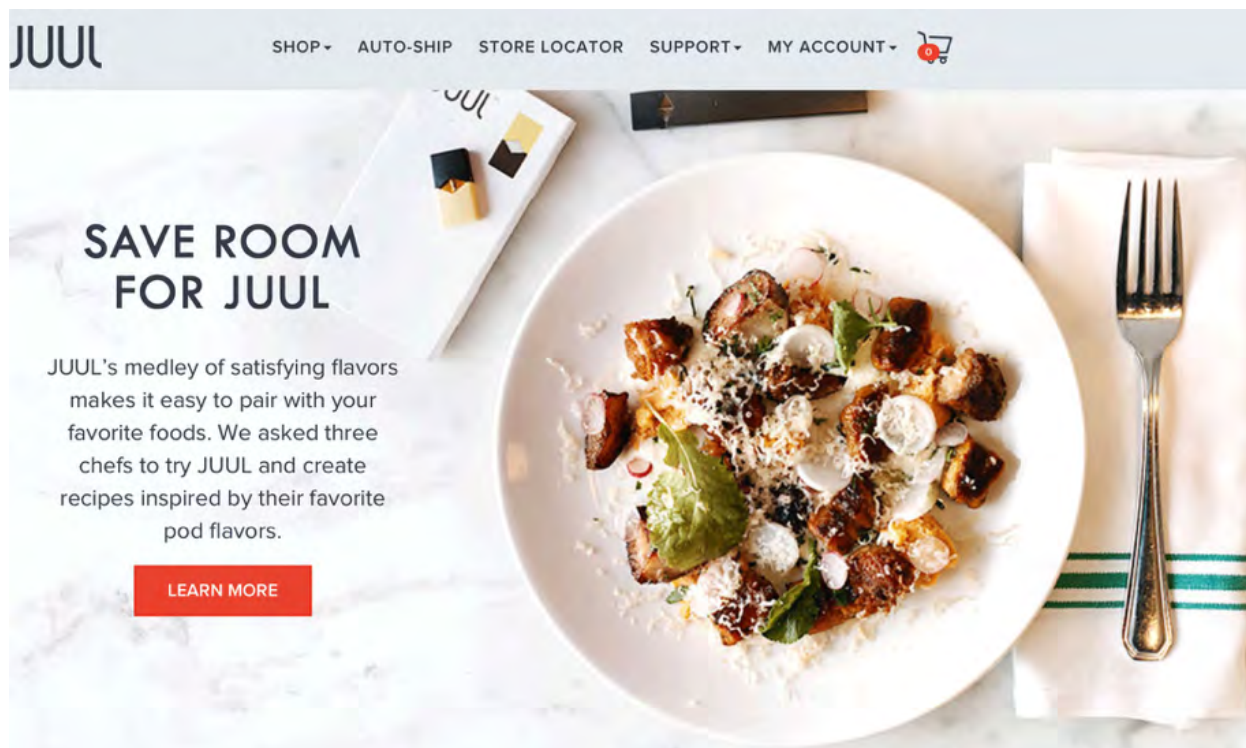 JUUL
SHOP AUTO-SHIP STORE LOCATOR SUPPORT MY ACCOUNT 0
JUUL
SAVE ROOM
FOR JUUL
JUUL's medley of satisfying flavors
makes it easy to pair with your
favorite foods. We asked three
chefs to try JUUL and create
recipes inspired by their favorite
pod flavors.
LEARN MORE